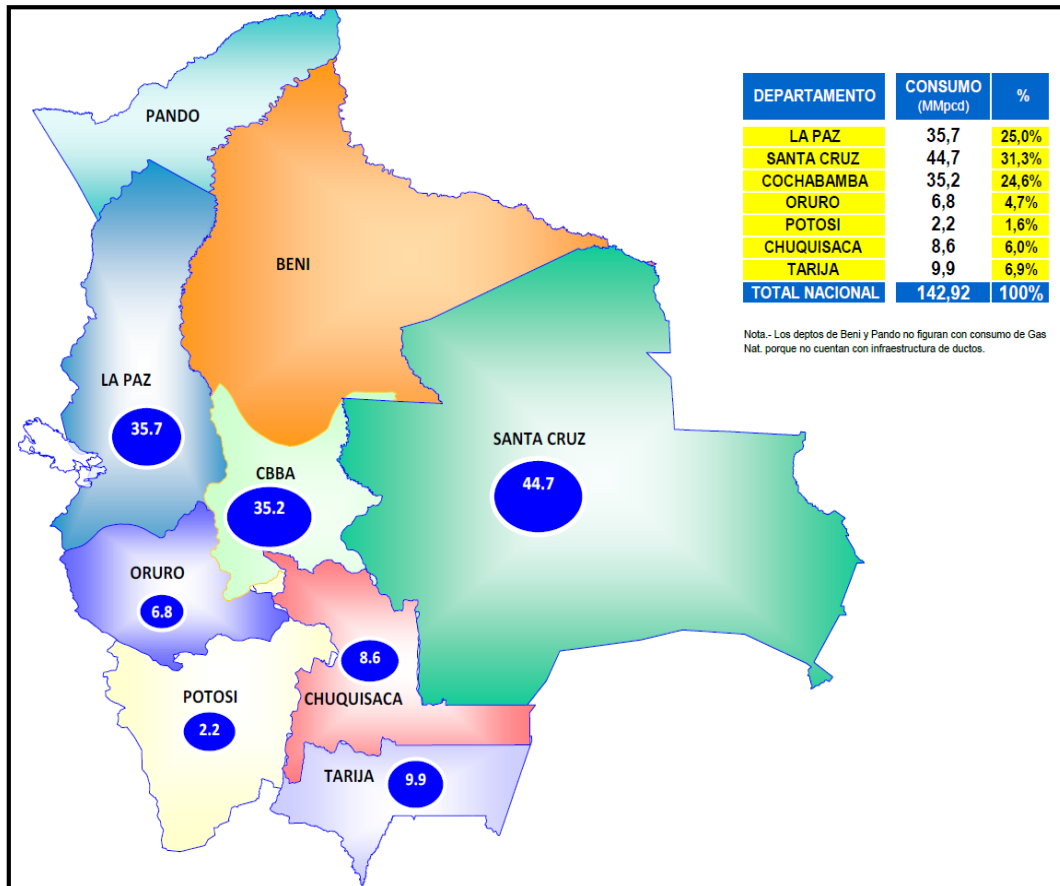 PANDO
BENI
LA PAZ
35.7
SANTA CRUZ
44.7
CBBA
35.2
ORURO
6.8
8.6
CHUQUISACA
POTOSI
2.2
TARIJA
9.9
DEPARTAMENTO CONSUMO (MMpcd) %
LA PAZ 35,7 25,0%
SANTA CRUZ 44,7 31,3%
COCHABAMBA 35,2 24,6%
ORURO 6,8 4,7%
POTOSI 2,2 1,6%
CHUQUISACA 8,6 6,0%
TARIJA 9,9 6,9%
TOTAL NACIONAL 142,92 100%
Nota.- Los deptos de Beni y Pando no figuran con consumo de Gas
Nat. porque no cuentan con infraestructura de ductos.